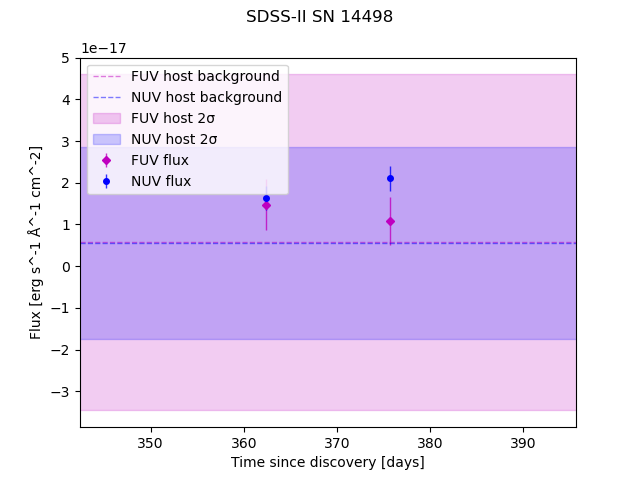 SDSS-II SN 14498
1e−17
5
4
3
2
1
0
−1
−2
−3
Flux [erg s^-1 Å^-1 cm^-2]
FUV host background
NUV host background
FUV host 2σ
NUV host 2σ
FUV flux
NUV flux
350
360
370
380
390
Time since discovery [days]